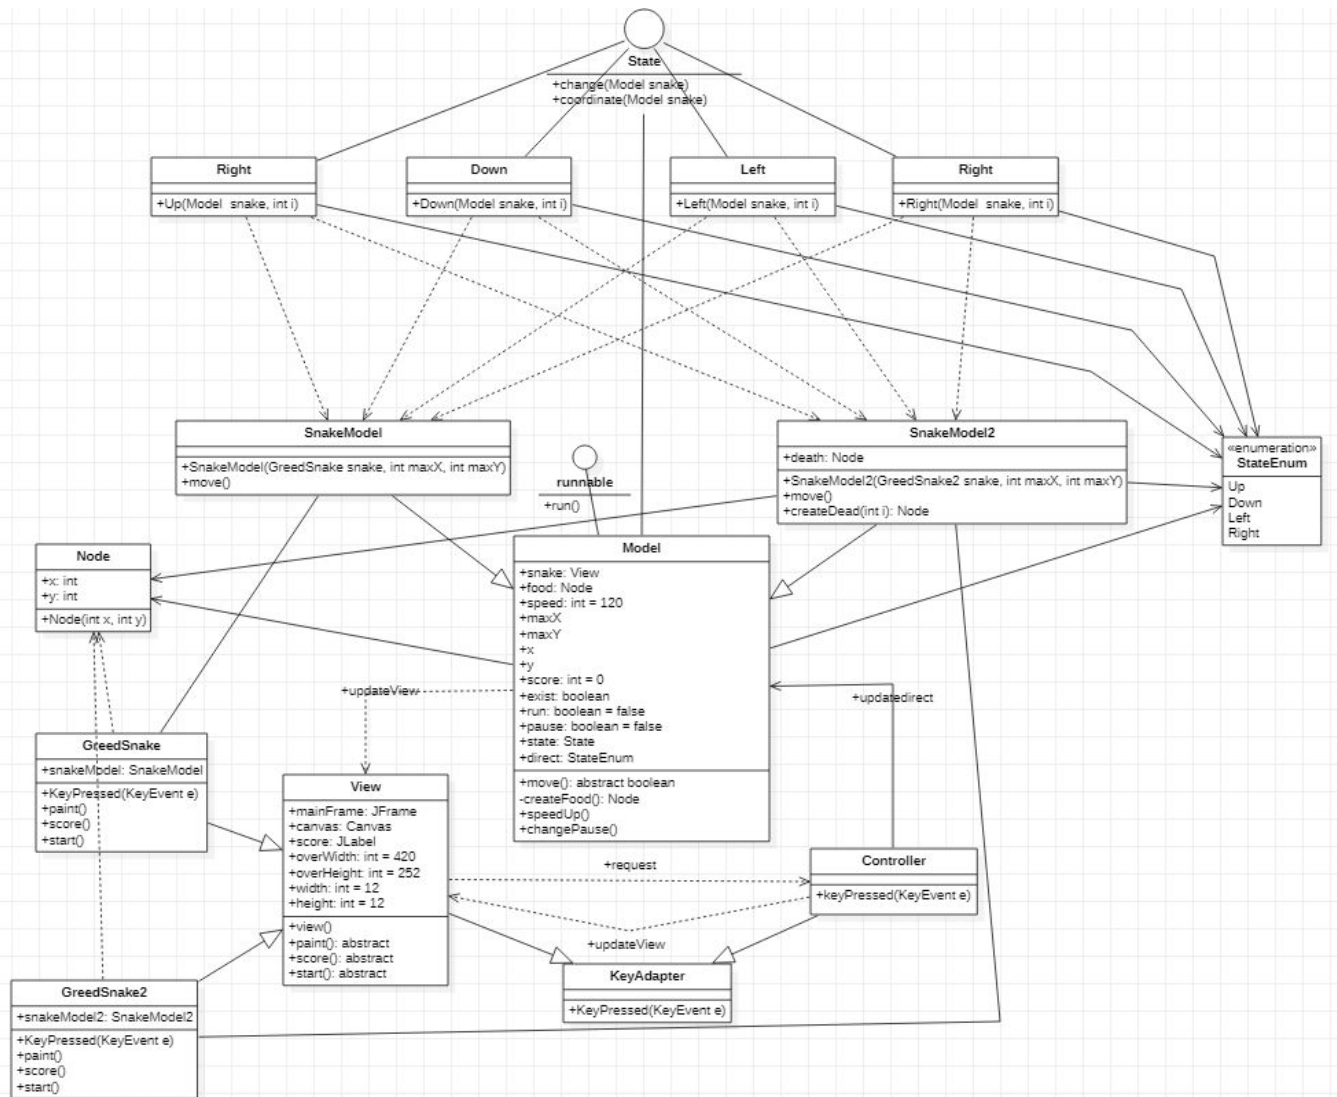 State
+change(Model snake)
+coordinate(Model snake)
Right
+Up(Model snake, int i)
Down
+Down(Model snake, int i)
Left
+Left(Model snake, int i)
Right
+Right(Model snake, int i)
SnakeModel
+SnakeModel(GreedSnake snake, int maxX, int maxY)
+move()
runnable
+run()
SnakeModel2
+death: Node
+SnakeModel2(GreedSnake2 snake, int maxX, int maxY)
+move()
+createDead(int i): Node
«enumeration»
StateEnum
Up
Down
Left
Right
Node
+x: int
+y: int
+Node(int x, int y)
Model
+snake: View
+food: Node
+speed: int = 120
+maxX
+maxY
+x
+y
+score: int = 0
+exist: boolean
+run: boolean = false
+pause: boolean = false
+state: State
+direct: StateEnum
+move(): abstract boolean
-createFood(): Node
+speedUp()
+changePause()
+updateView
+updatedirect
GreedSnake
+snakeModel: SnakeModel
+KeyPressed(KeyEvent e)
+paint()
+score()
+start()
View
+mainFrame: JFrame
+canvas: Canvas
+score: JLabel
+overWidth: int = 420
+overHeight: int = 252
+width: int = 12
+height: int = 12
+view()
+paint(): abstract
+score(): abstract
+start(): abstract
+request
Controller
+keyPressed(KeyEvent e)
+updateView
KeyAdapter
+KeyPressed(KeyEvent e)
GreedSnake2
+snakeModel2: SnakeModel2
+KeyPressed(KeyEvent e)
+paint()
+score()
+start()